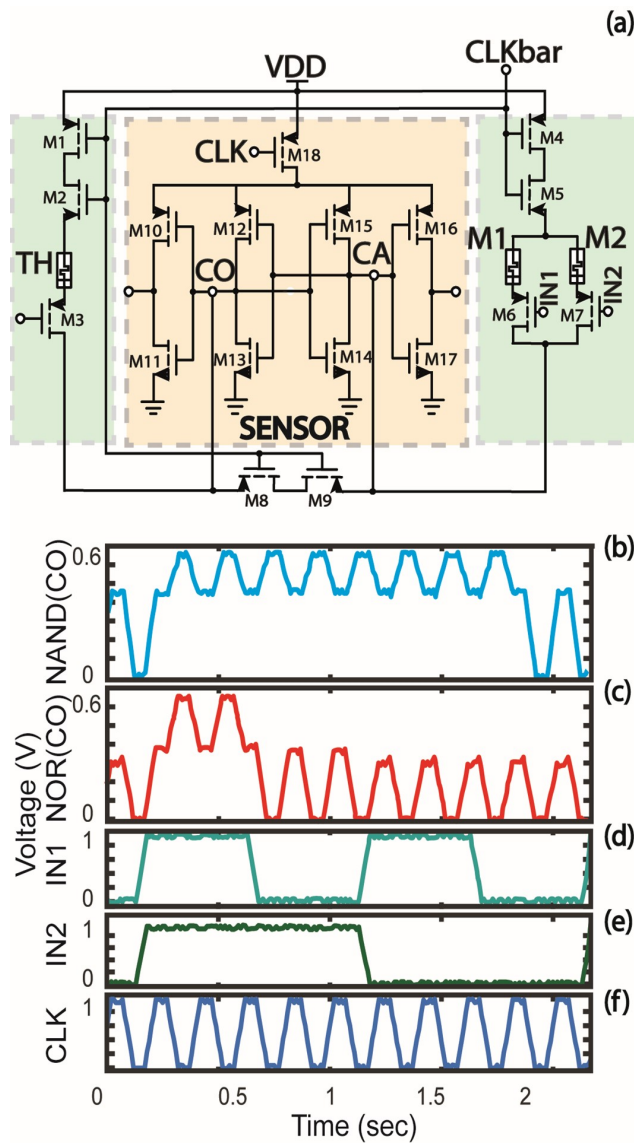 (a)
CLKbar
VDD
M1
M4
CLK
M18
M2
M5
M10
M12
M15
M16
M1
M2
TH
CO
CA
IN1
IN2
M3
M6
M7
M11
M13
M14
M17
SENSOR
M8
M9
(b)
0.6
NAND(CO)
0
(c)
0.6
NOR(CO)
0
Voltage (V)
(d)
1
IN1
0
(e)
1
IN2
0
(f)
1
CLK
0
0.5
1
1.5
2
Time (sec)